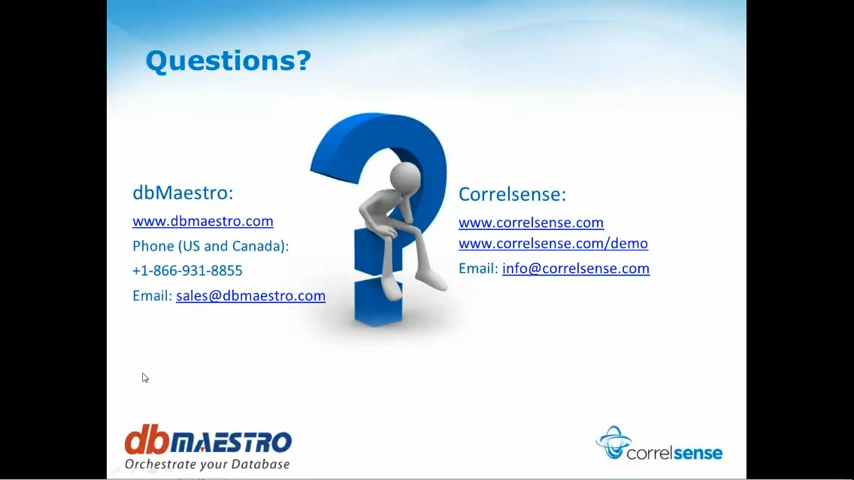 Questions?
dbMaestro:
www.dbmaestro.com
Phone (US and Canada):
+1-866-931-8855
Email: sales@dbmaestro.com
Correlsense:
www.correlsense.com
www.correlsense.com/demo
Email: info@correlsense.com
dbMAESTRO
Orchestrate your Database
correlsense